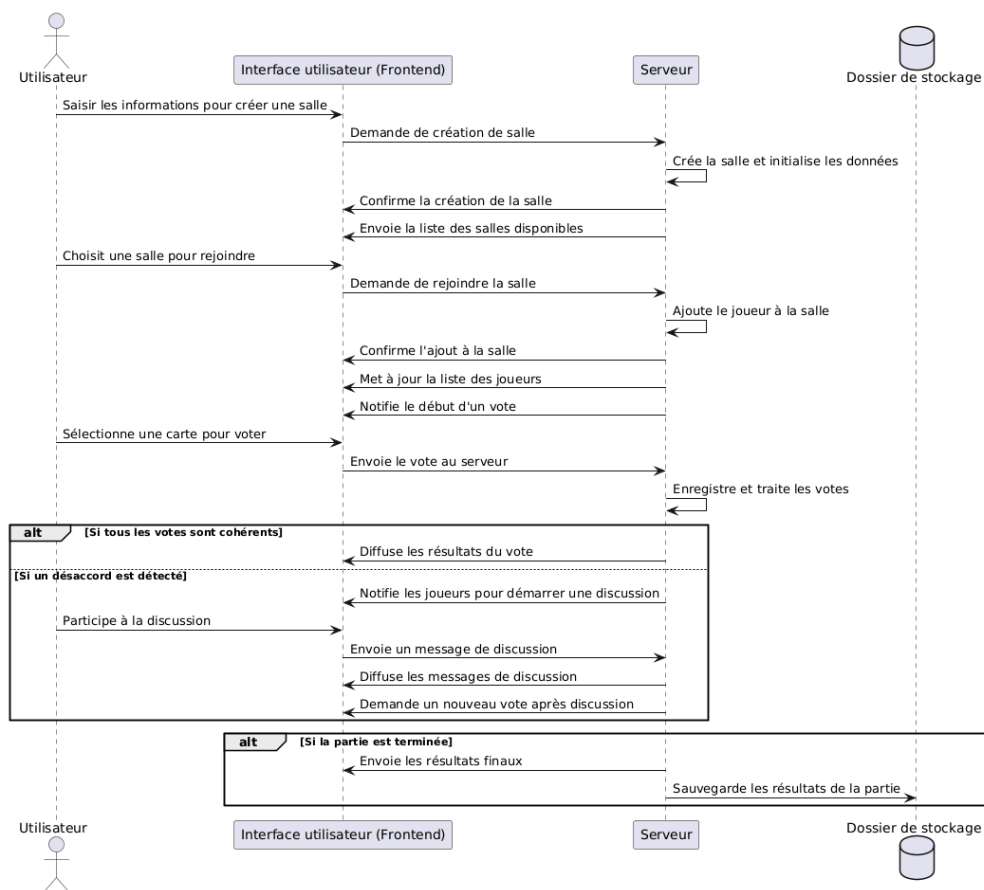 Utilisateur
Interface utilisateur (Frontend)
Serveur
Dossier de stockage
Saisir les informations pour créer une salle
Demande de création de salle
Crée la salle et initialise les données
Confirme la création de la salle
Envoie la liste des salles disponibles
Choisit une salle pour rejoindre
Demande de rejoindre la salle
Ajoute le joueur à la salle
Confirme l'ajout à la salle
Met à jour la liste des joueurs
Notifie le début d'un vote
Sélectionne une carte pour voter
Envoie le vote au serveur
Enregistre et traite les votes
alt [Si tous les votes sont cohérents]
Diffuse les résultats du vote
[Si un désaccord est détecté]
Notifie les joueurs pour démarrer une discussion
Participe à la discussion
Envoie un message de discussion
Diffuse les messages de discussion
Demande un nouveau vote après discussion
alt [Si la partie est terminée]
Envoie les résultats finaux
Sauvegarde les résultats de la partie
Utilisateur
Interface utilisateur (Frontend)
Serveur
Dossier de stockage